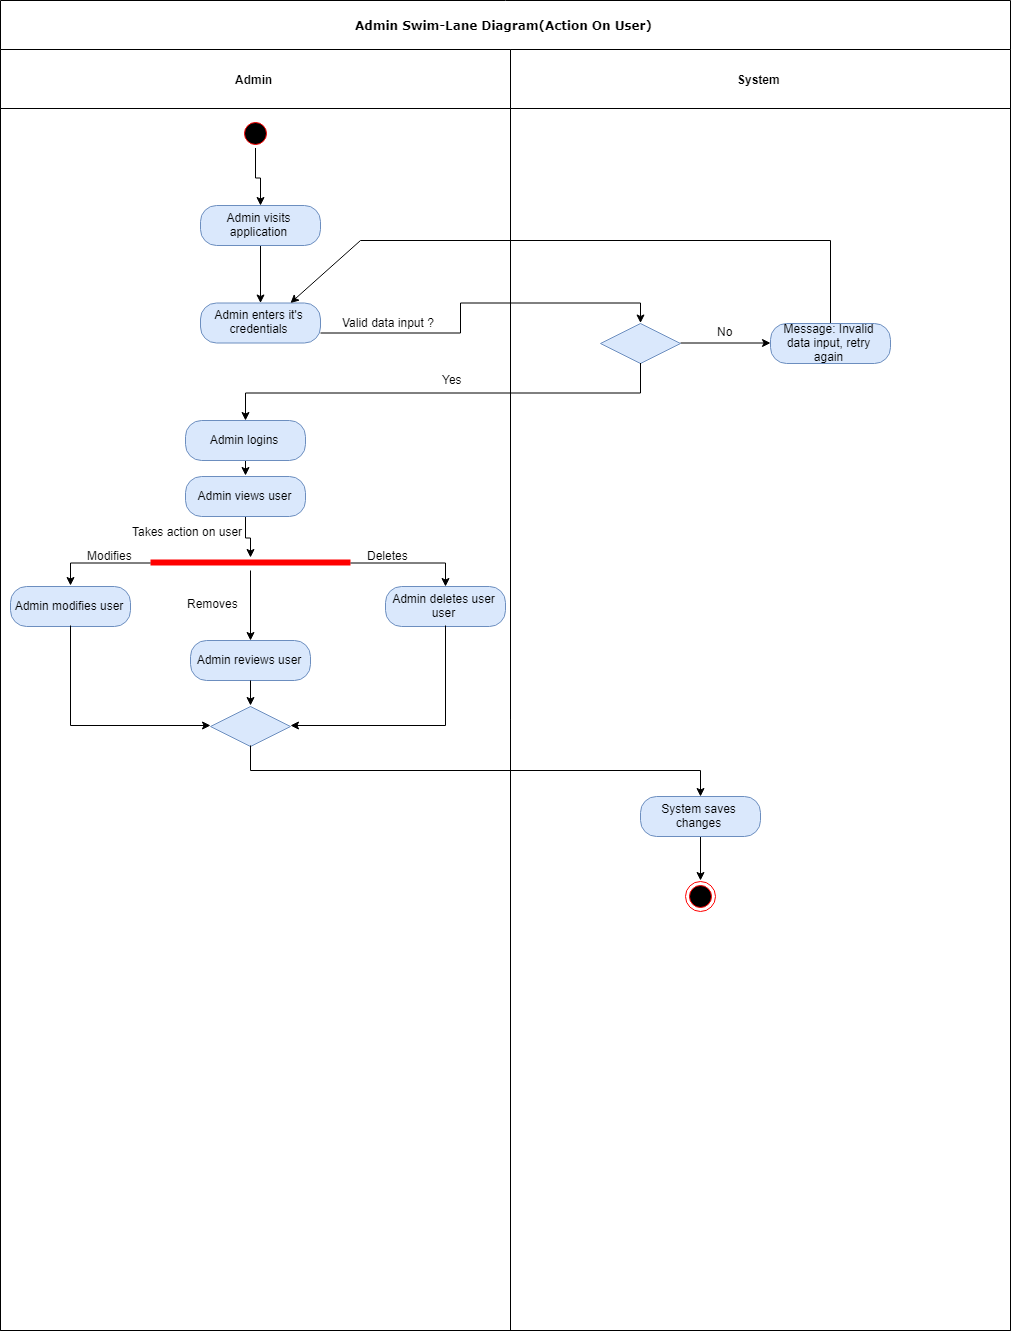 Admin Swim-Lane Diagram(Action On User)
Admin
System
Admin visits
application
Admin enters it's
credentials
Valid data input ?
No
Message: Invalid
data input, retry
again
Yes
Admin logins
Admin views user
Takes action on user
Modifies
Deletes
Admin modifies user
Removes
Admin deletes user
user
Admin reviews user
System saves
changes